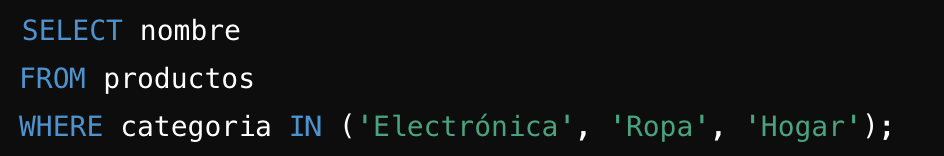 SELECT nombre
FROM productos
WHERE categoria IN ('Electrónica', 'Ropa', 'Hogar');